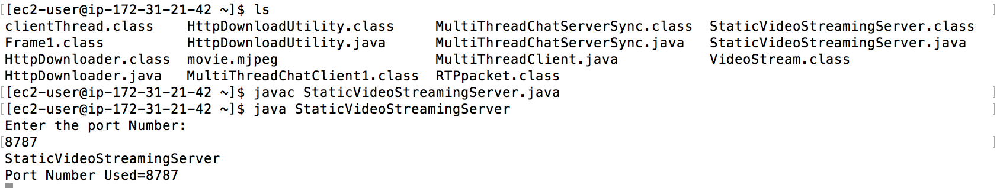 [[ec2-user@ip-172-31-21-42 ~]$ ls ]
clientThread.class HttpDownloadUtility.class MultiThreadChatServerSync.class StaticVideoStreamingServer.class
Frame1.class HttpDownloadUtility.java MultiThreadChatServerSync.java StaticVideoStreamingServer.java
HttpDownloader.class movie.mjpeg MultiThreadClient.java VideoStream.class
HttpDownloader.java MultiThreadChatClient1.class RTPpacket.class
[[ec2-user@ip-172-31-21-42 ~]$ javac StaticVideoStreamingServer.java ]
[[ec2-user@ip-172-31-21-42 ~]$ java StaticVideoStreamingServer ]
Enter the port Number:
[8787 ]
StaticVideoStreamingServer
Port Number Used=8787